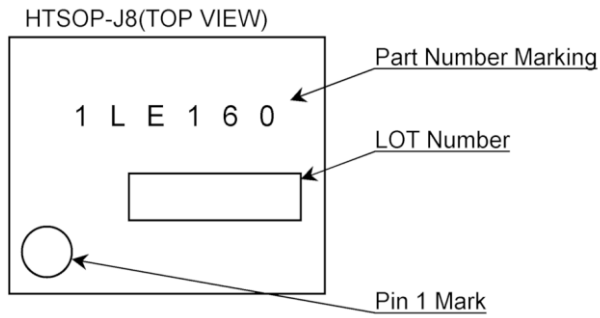 HTSOP-J8(TOP VIEW)
Part Number Marking
1 L E 1 6 0
LOT Number
Pin 1 Mark